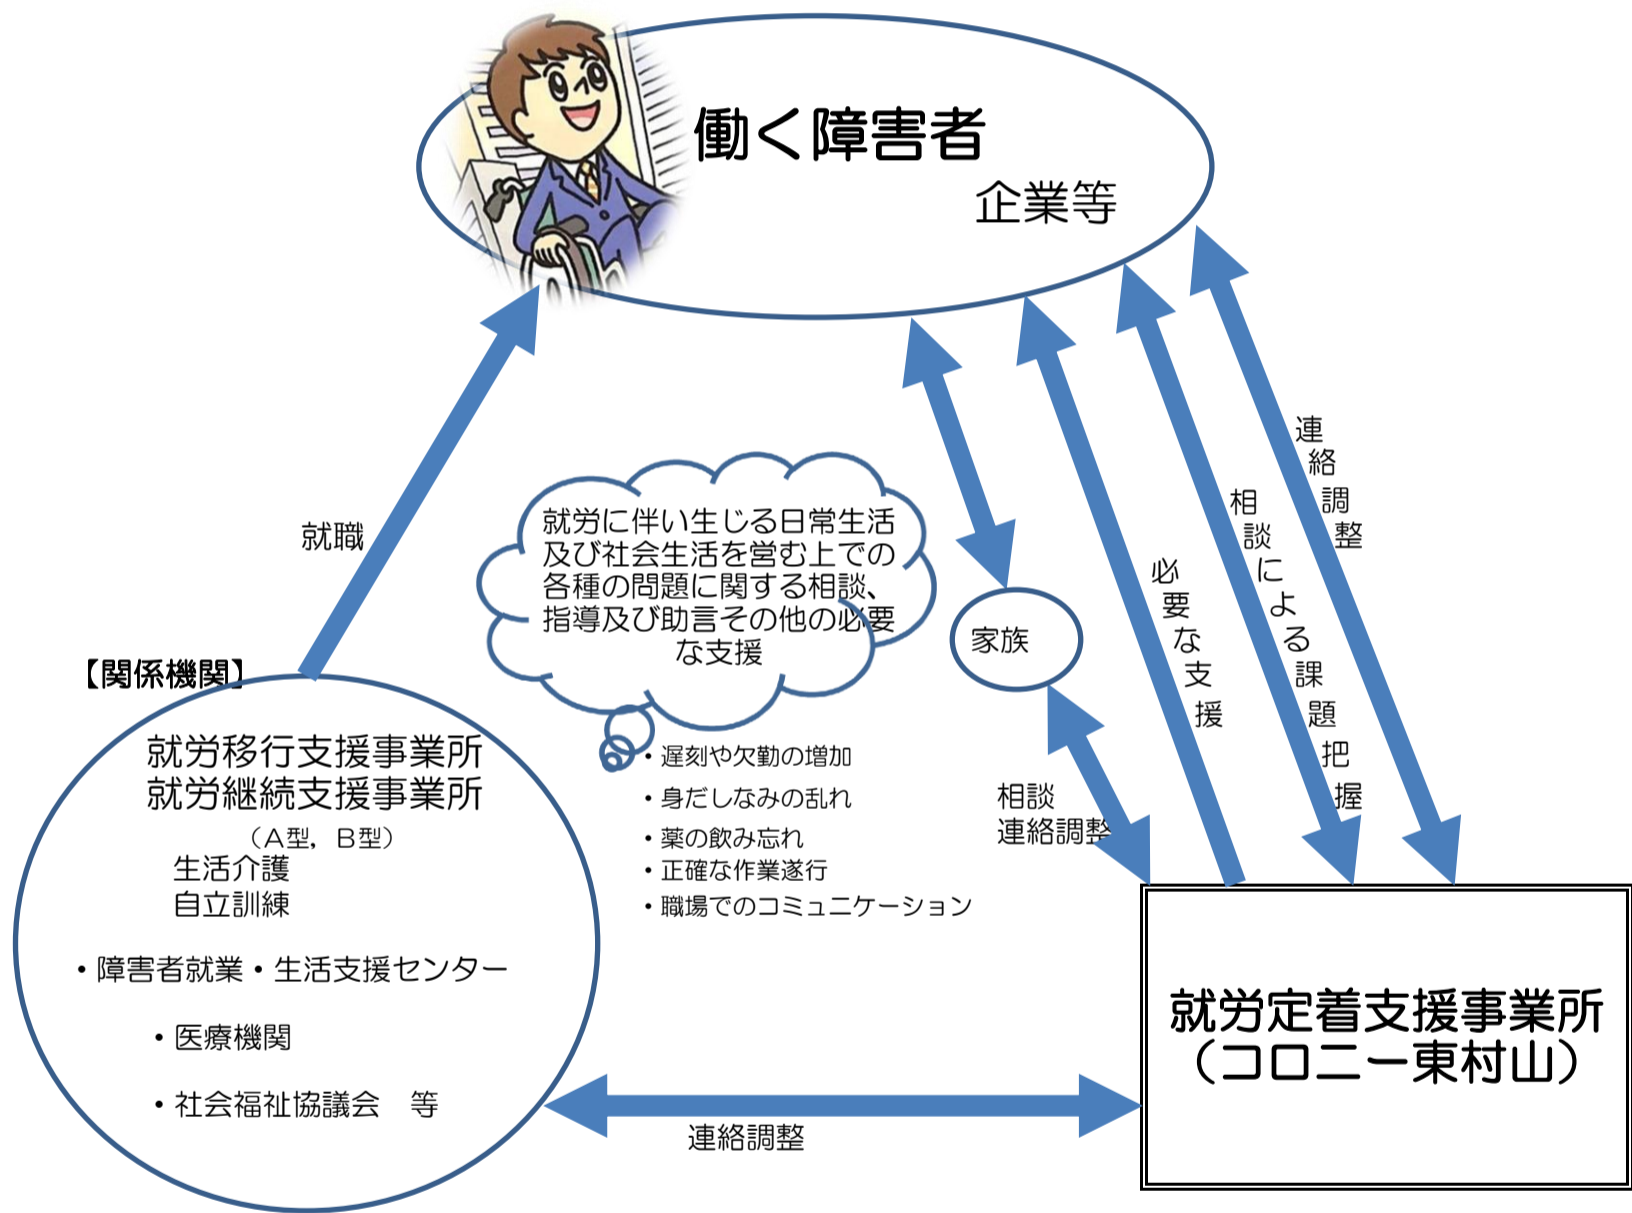 働く障害者
企業等
就職
就労に伴い生じる日常生活
及び社会生活を営む上での
各種の問題に関する相談、
指導及び助言その他の必要
な支援
・遅刻や欠勤の増加
・身だしなみの乱れ
・薬の飲み忘れ
・正確な作業遂行
・職場でのコミュニケーション
家族
相談
連絡調整
必要な支援
相談による課題把握
連絡調整
【関係機関】
就労移行支援事業所
就労継続支援事業所
（Ａ型，Ｂ型）
生活介護
自立訓練
・障害者就業・生活支援センター
・医療機関
・社会福祉協議会　等
連絡調整
就労定着支援事業所
（コロニー東村山）